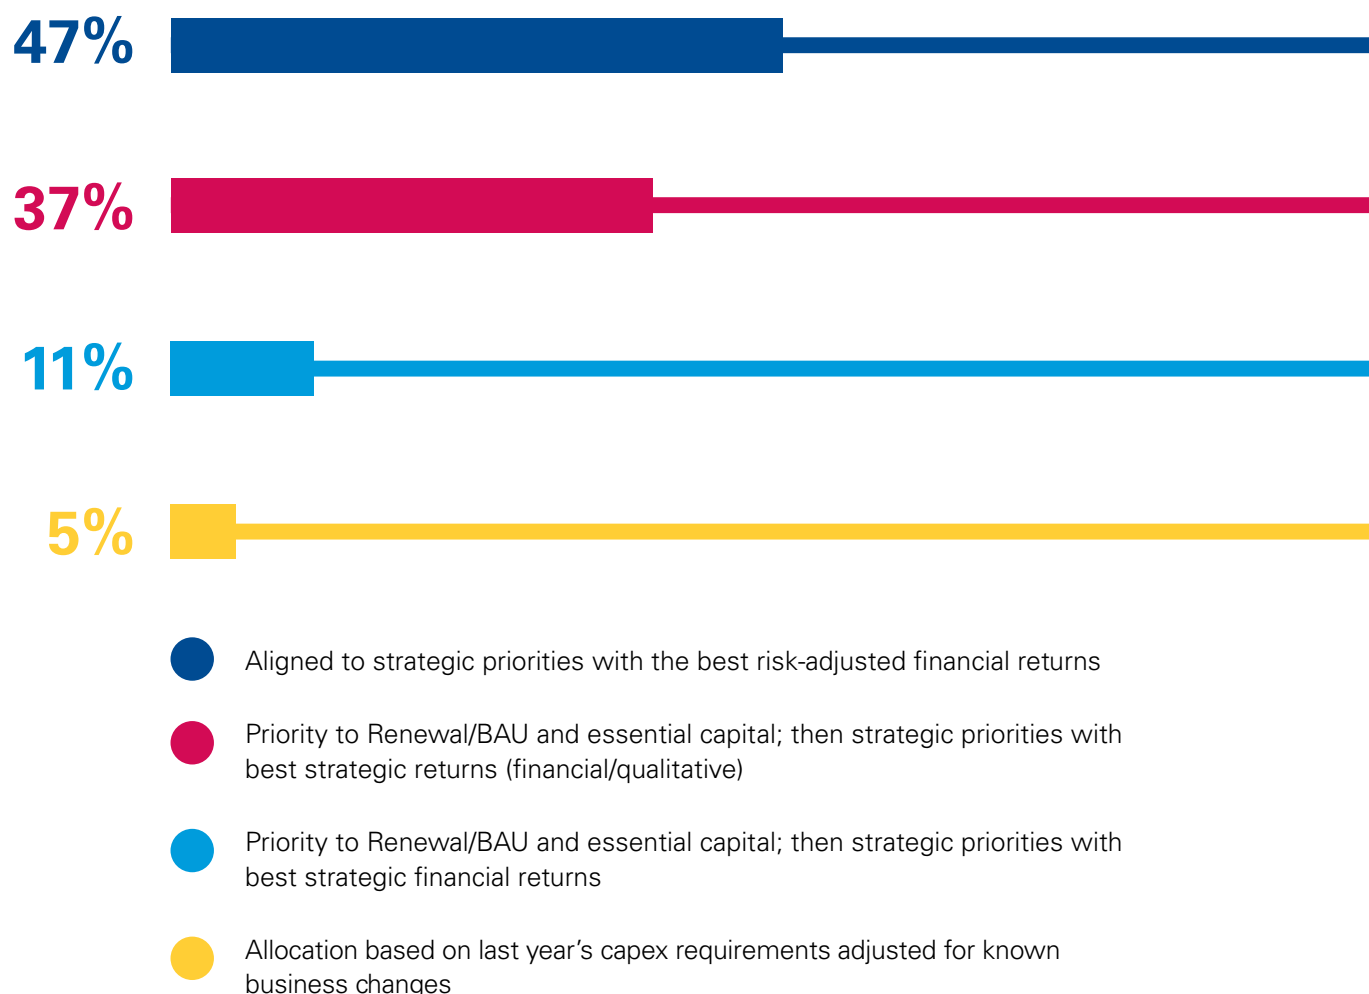 47%
37%
11%
5%
Aligned to strategic priorities with the best risk-adjusted financial returns
Priority to Renewal/BAU and essential capital; then strategic priorities with
best strategic returns (financial/qualitative)
Priority to Renewal/BAU and essential capital; then strategic priorities with
best strategic financial returns
Allocation based on last year’s capex requirements adjusted for known
business changes